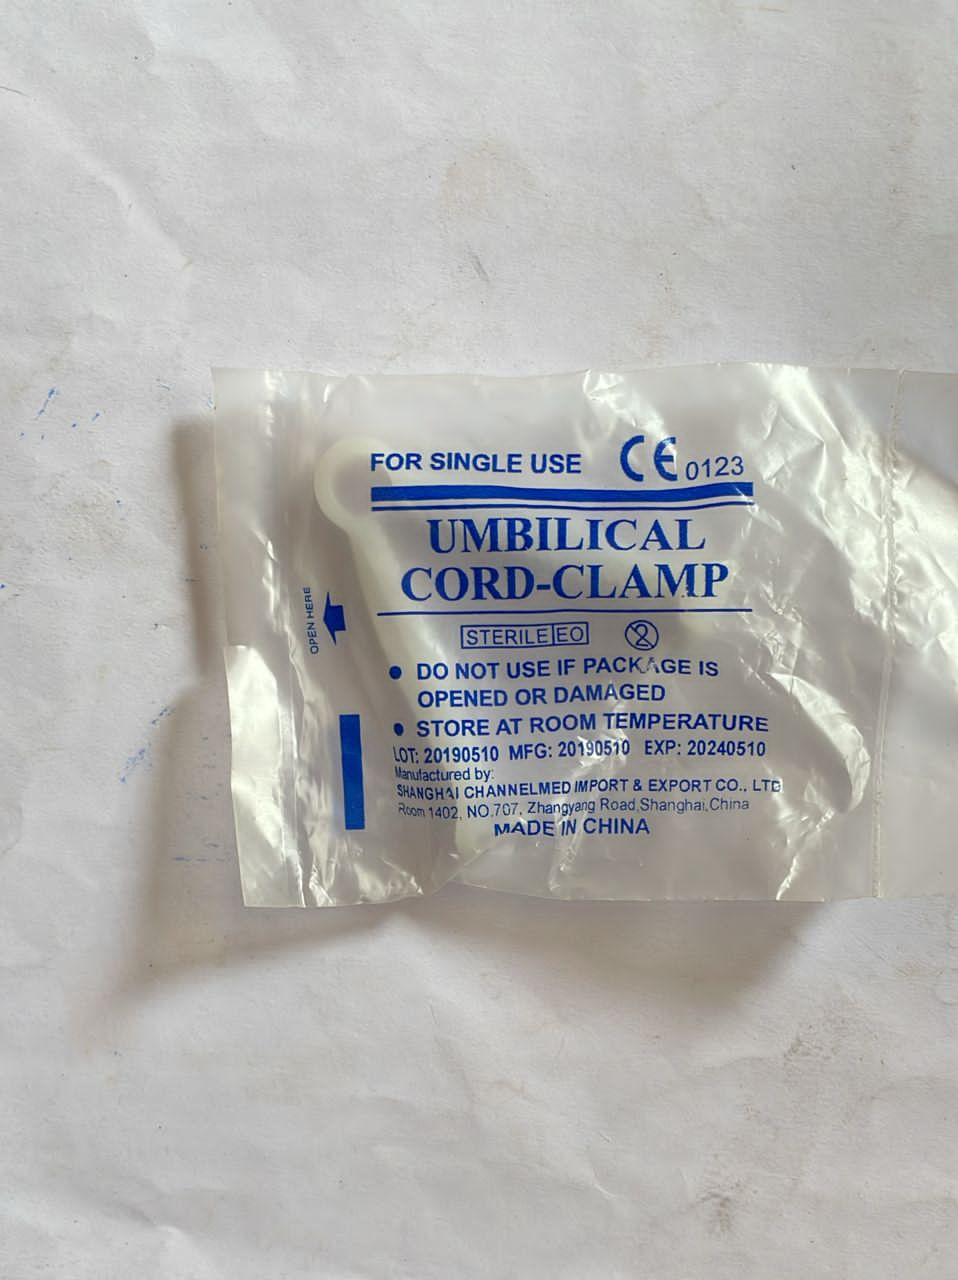 FOR SINGLE USE CE 0123
UMBILICAL
CORD-CLAMP
STERILE EO 2
OPEN HERE
● DO NOT USE IF PACKAGE IS
OPENED OR DAMAGED
● STORE AT ROOM TEMPERATURE
LOT: 20190510 MFG: 20190510 EXP: 20240510
Manufactured by:
SHANGHAI CHANNELMED IMPORT & EXPORT CO., LTD
Room 1402, NO.707, Zhangyang Road,Shanghai,China
MADE IN CHINA